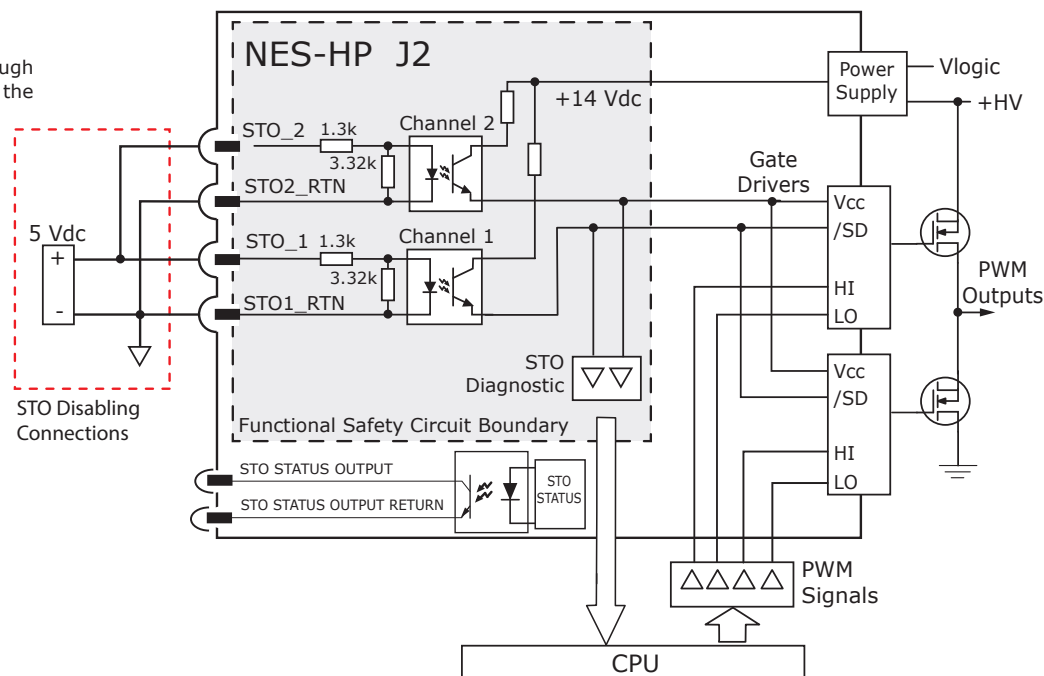 ugh
the
NES-HP J2
+14 Vdc
Power
Supply
Vlogic
+HV
STO_2
1.3k
Channel 2
3.32k
STO2_RTN
Gate
Drivers
Vcc
/SD
5 Vdc
+
-
STO_1
1.3k
Channel 1
3.32k
STO1_RTN
HI
LO
PWM
Outputs
STO
Diagnostic
Vcc
/SD
STO Disabling
Connections
Functional Safety Circuit Boundary
HI
LO
STO STATUS OUTPUT
STO STATUS OUTPUT RETURN
STO
STATUS
PWM
Signals
CPU